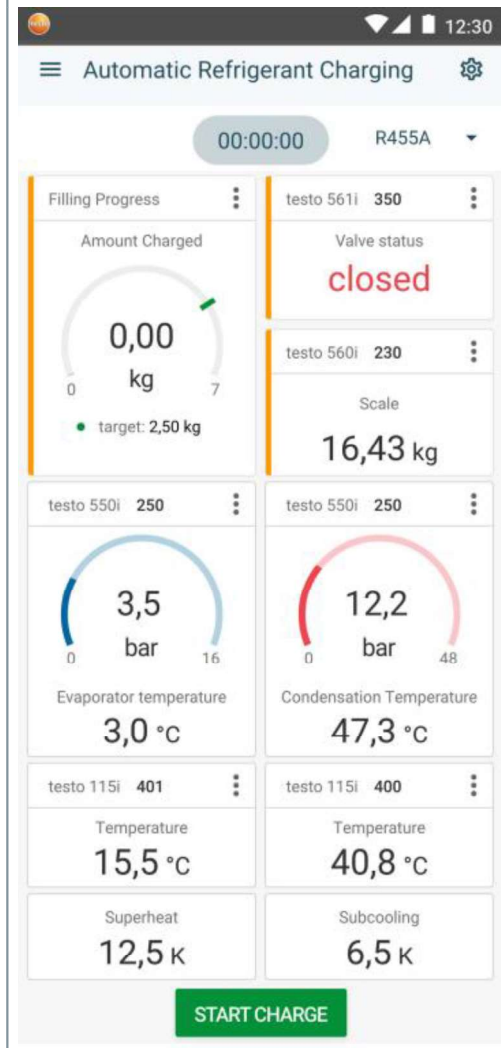 12:30
Automatic Refrigerant Charging
00:00:00
R455A
Filling Progress
Amount Charged
0,00
kg
0
7
target: 2,50 kg
testo 561i 350
Valve status
closed
testo 560i 230
Scale
16,43 kg
testo 550i 250
3,5
bar
0
16
Evaporator temperature
3,0 °C
testo 550i 250
12,2
bar
0
48
Condensation Temperature
47,3 °C
testo 115i 401
Temperature
15,5 °C
testo 115i 400
Temperature
40,8 °C
Superheat
12,5 K
Subcooling
6,5 K
START CHARGE